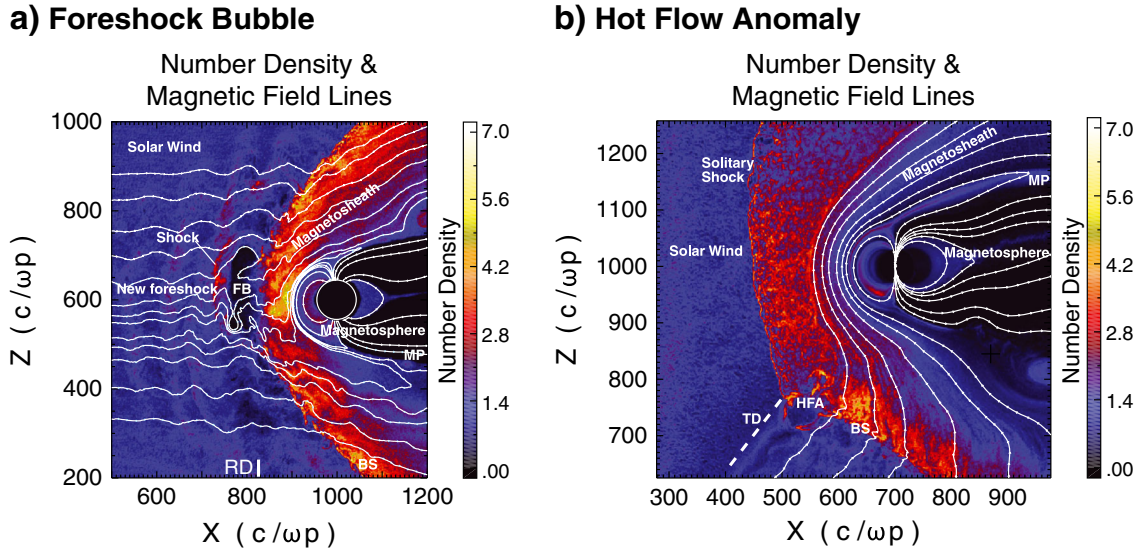 a) Foreshock Bubble
Number Density &
Magnetic Field Lines
1000
800
600
400
200
Z ( c/ωp )
600
800
1000
1200
X ( c/ωp )
Solar Wind
Shock
New foreshock
FB
Magnetosheath
Magnetosphere
MP
BS
RD
7.0
5.6
4.2
2.8
1.4
.00
Number Density
b) Hot Flow Anomaly
Number Density &
Magnetic Field Lines
1200
1100
1000
900
800
700
Z ( c/ωp )
300
400
500
600
700
800
900
X ( c/ωp )
Solitary
Shock
Solar Wind
Magnetosheath
MP
Magnetosphere
TD
HFA
BS
7.0
5.6
4.2
2.8
1.4
.00
Number Density